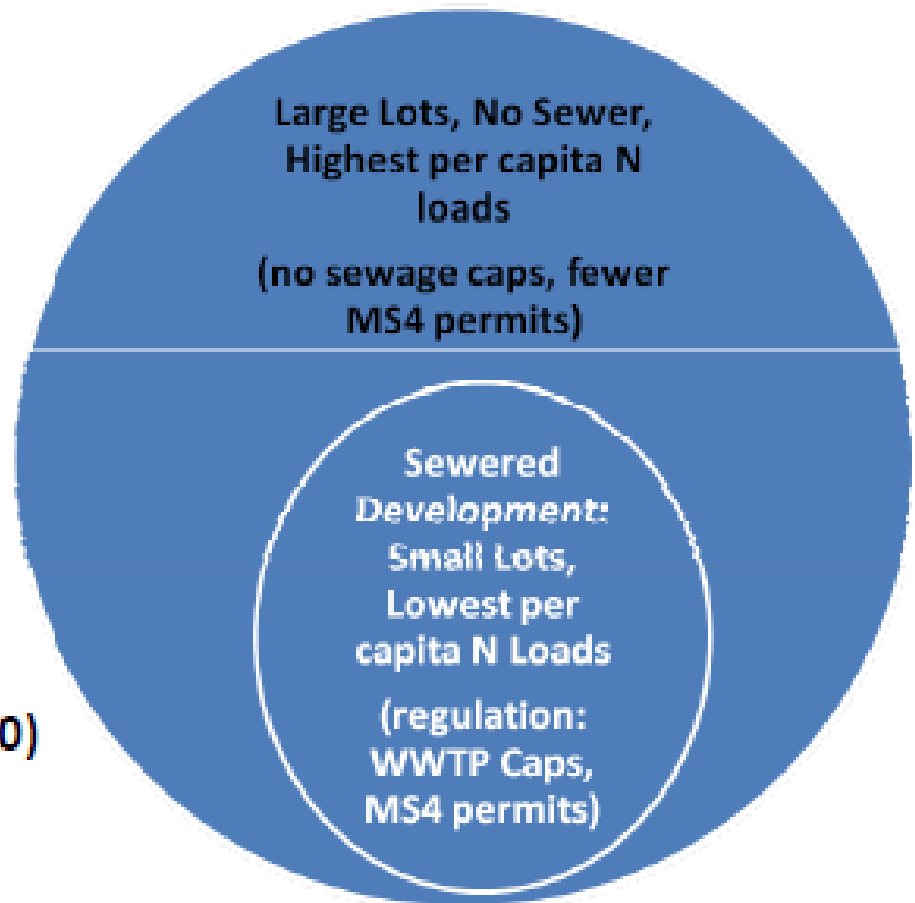 Large Lots, No Sewer,
Highest per capita N
loads
(no sewage caps, fewer
MS4 permits)
Sewered
Development:
Small Lots,
Lowest per
capita N Loads
(regulation:
WWTP Caps,
MS4 permits)
0)